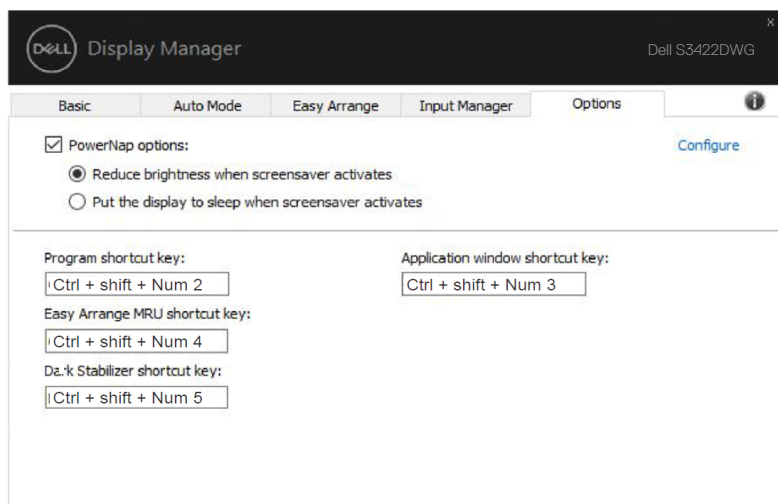 DELL Display Manager
x
Dell S3422DWG
Basic Auto Mode Easy Arrange Input Manager Options
PowerNap options:
Configure
Reduce brightness when screensaver activates
Put the display to sleep when screensaver activates
Program shortcut key:
Application window shortcut key:
Ctrl + shift + Num 2
Ctrl + shift + Num 3
Easy Arrange MRU shortcut key:
Ctrl + shift + Num 4
Dark Stabilizer shortcut key:
Ctrl + shift + Num 5